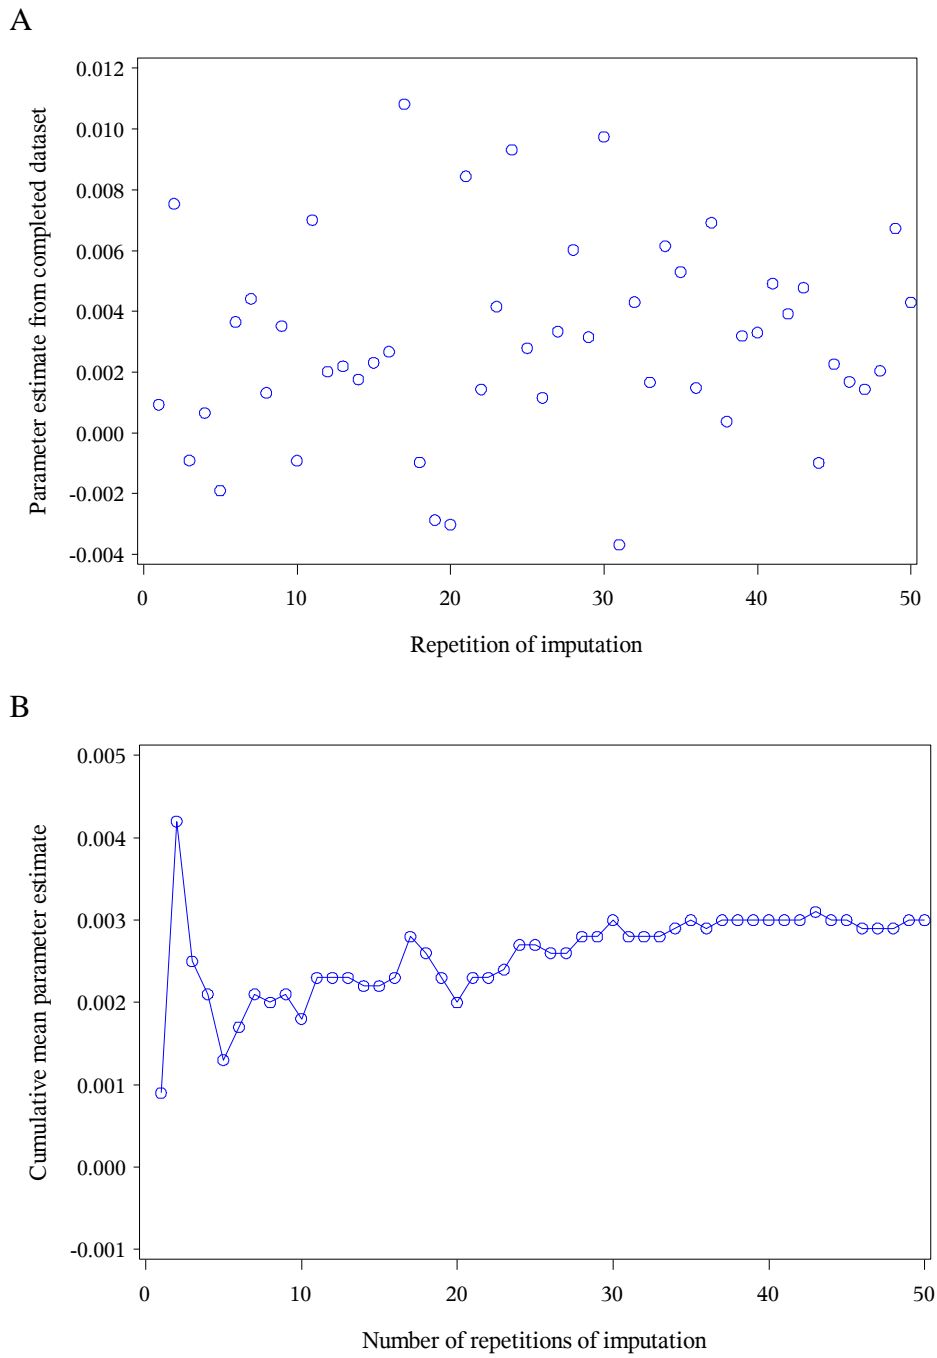 A
0.012
0.010
0.008
0.006
0.004
0.002
0.000
-0.002
-0.004
Parameter estimate from completed dataset
0 10 20 30 40 50
Repetition of imputation
B
0.005
0.004
0.003
0.002
0.001
0.000
-0.001
Cumulative mean parameter estimate
0 10 20 30 40 50
Number of repetitions of imputation